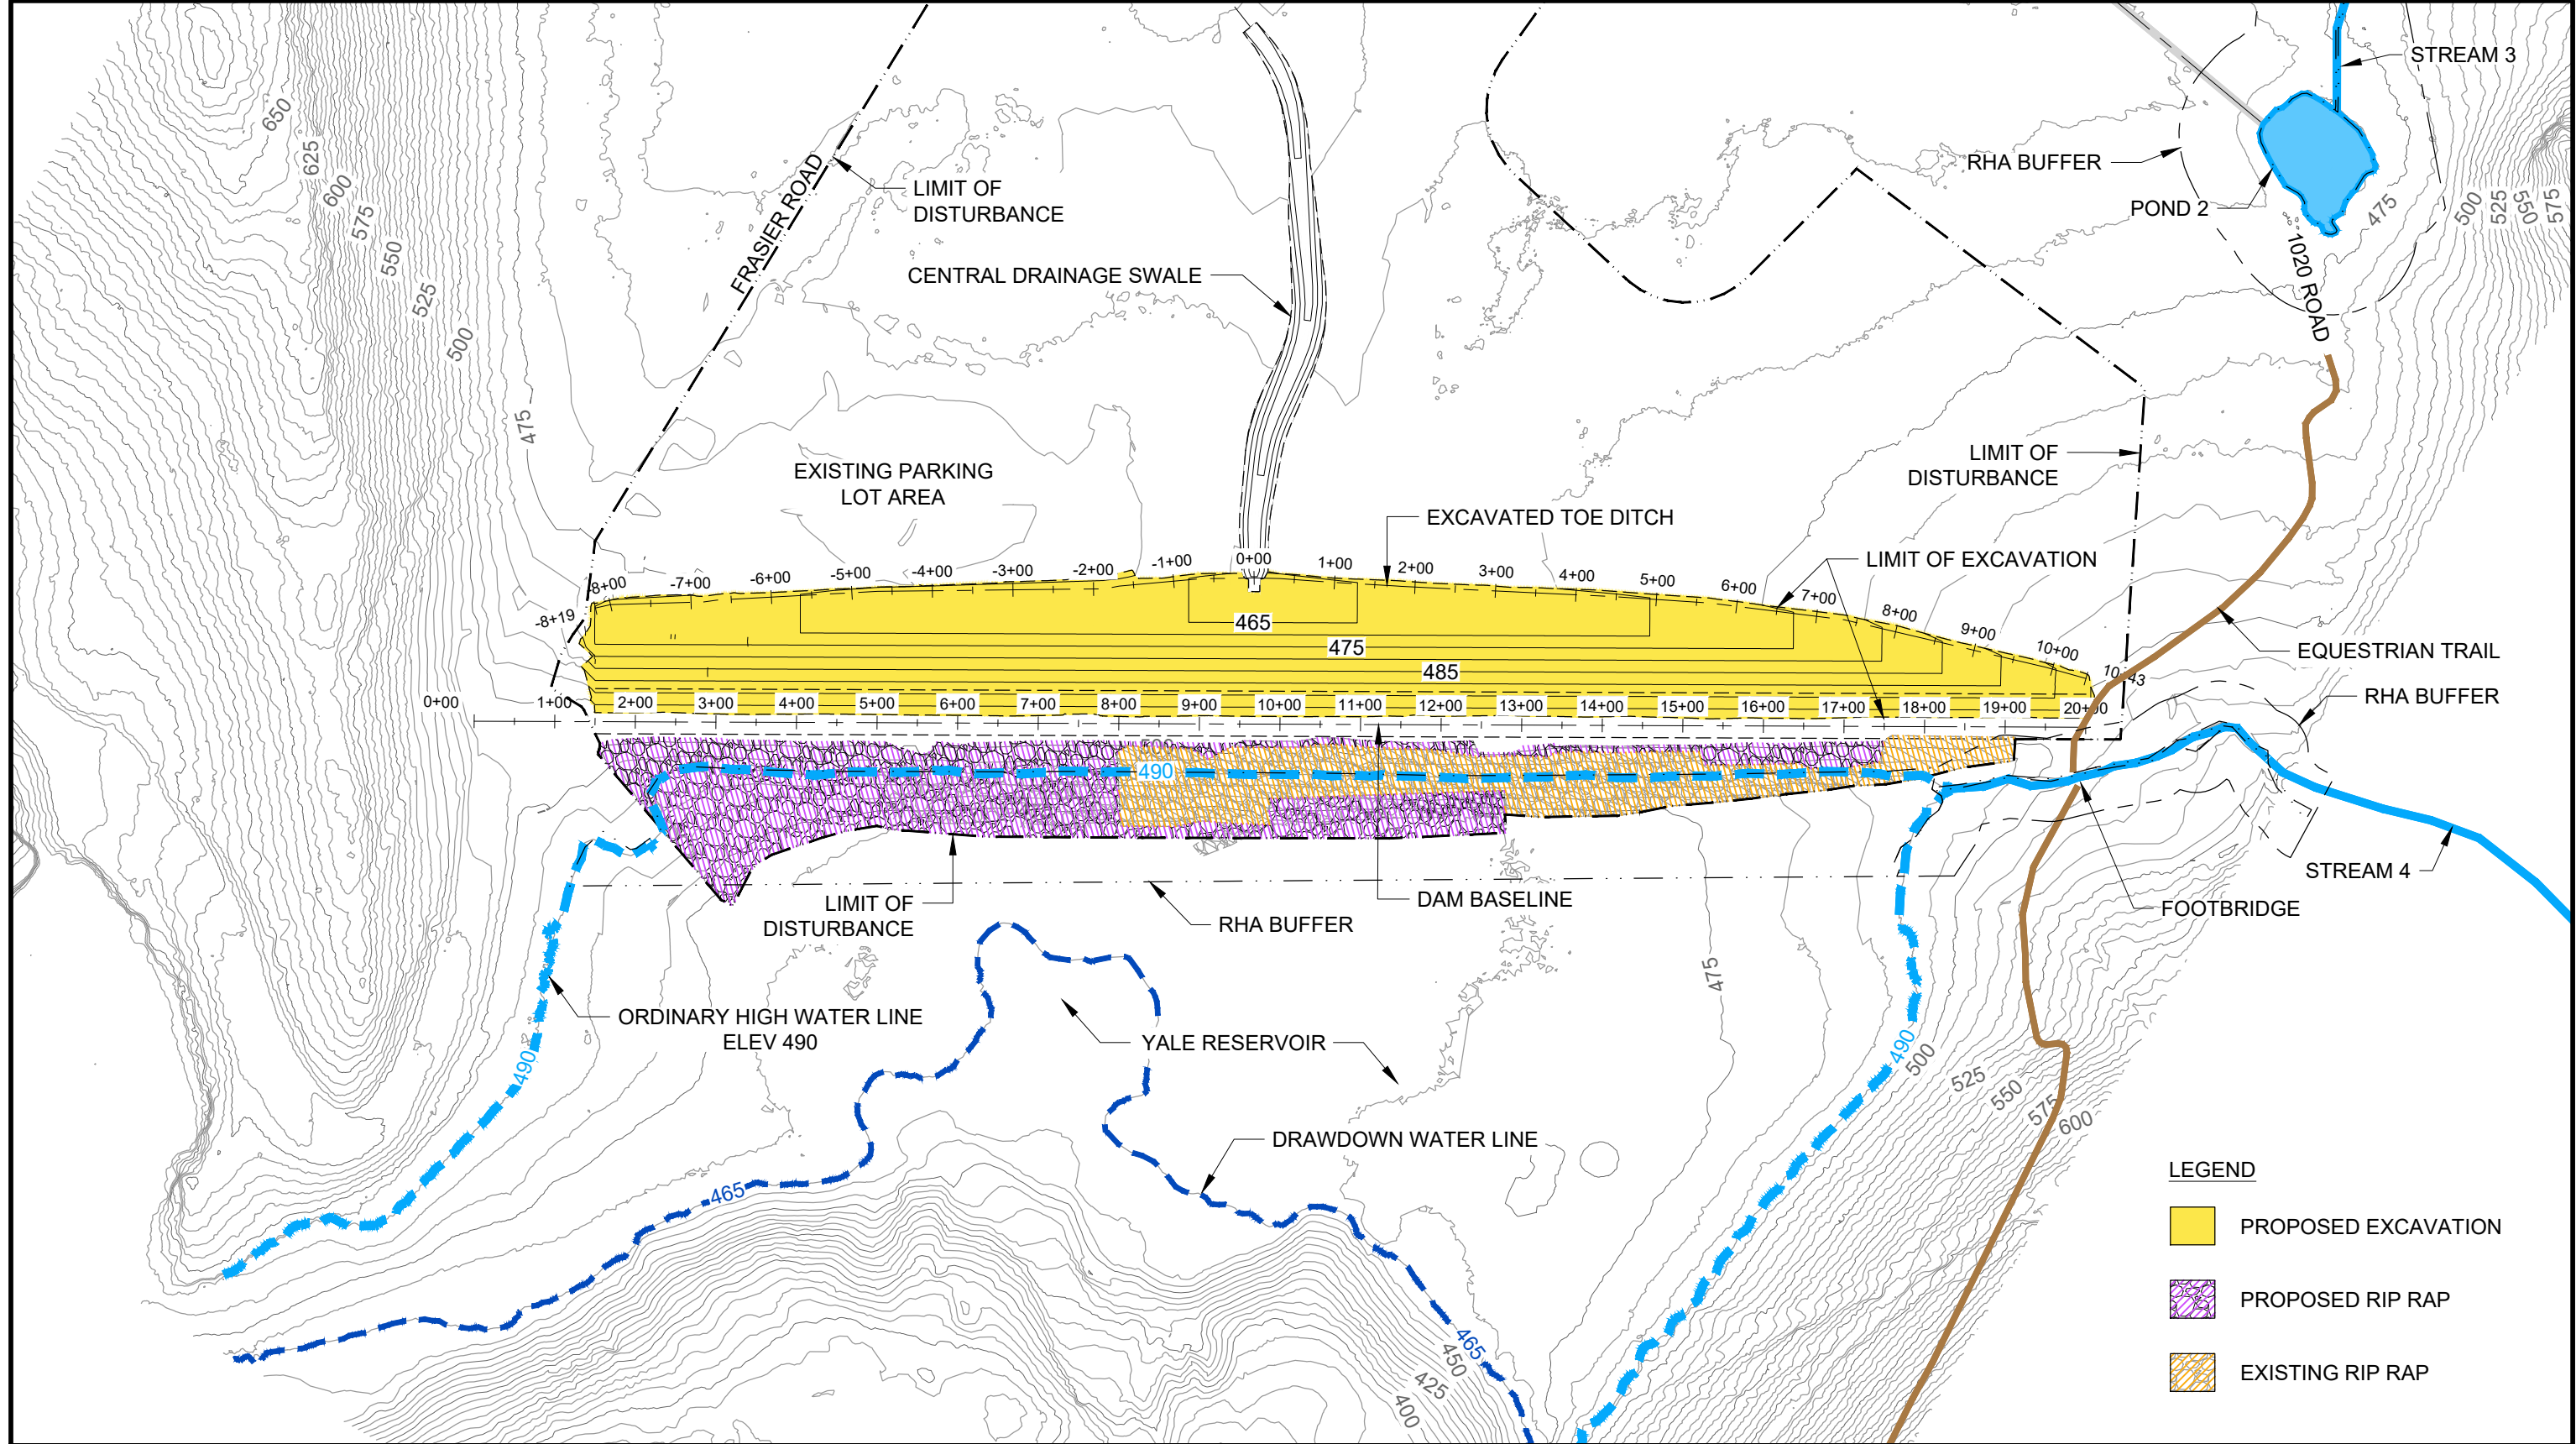 STREAM 3
650
625
600
575
550
525
500
475
FRASIER ROAD
LIMIT OF
DISTURBANCE
RHA BUFFER
POND 2
475
500
525
550
575
1020 ROAD
CENTRAL DRAINAGE SWALE
EXISTING PARKING
LOT AREA
LIMIT OF
DISTURBANCE
EXCAVATED TOE DITCH
LIMIT OF EXCAVATION
-8+19
-8+00
-7+00
-6+00
-5+00
-4+00
-3+00
-2+00
-1+00
0+00
1+00
2+00
3+00
4+00
5+00
6+00
7+00
8+00
9+00
10+00
10+43
465
475
485
EQUESTRIAN TRAIL
RHA BUFFER
0+00
1+00
2+00
3+00
4+00
5+00
6+00
7+00
8+00
9+00
10+00
11+00
12+00
13+00
14+00
15+00
16+00
17+00
18+00
19+00
20+00
500
490
STREAM 4
LIMIT OF
DISTURBANCE
RHA BUFFER
DAM BASELINE
FOOTBRIDGE
475
ORDINARY HIGH WATER LINE
ELEV 490
YALE RESERVOIR
490
490
500
525
550
575
600
DRAWDOWN WATER LINE
465
465
450
425
400
LEGEND
PROPOSED EXCAVATION
PROPOSED RIP RAP
EXISTING RIP RAP